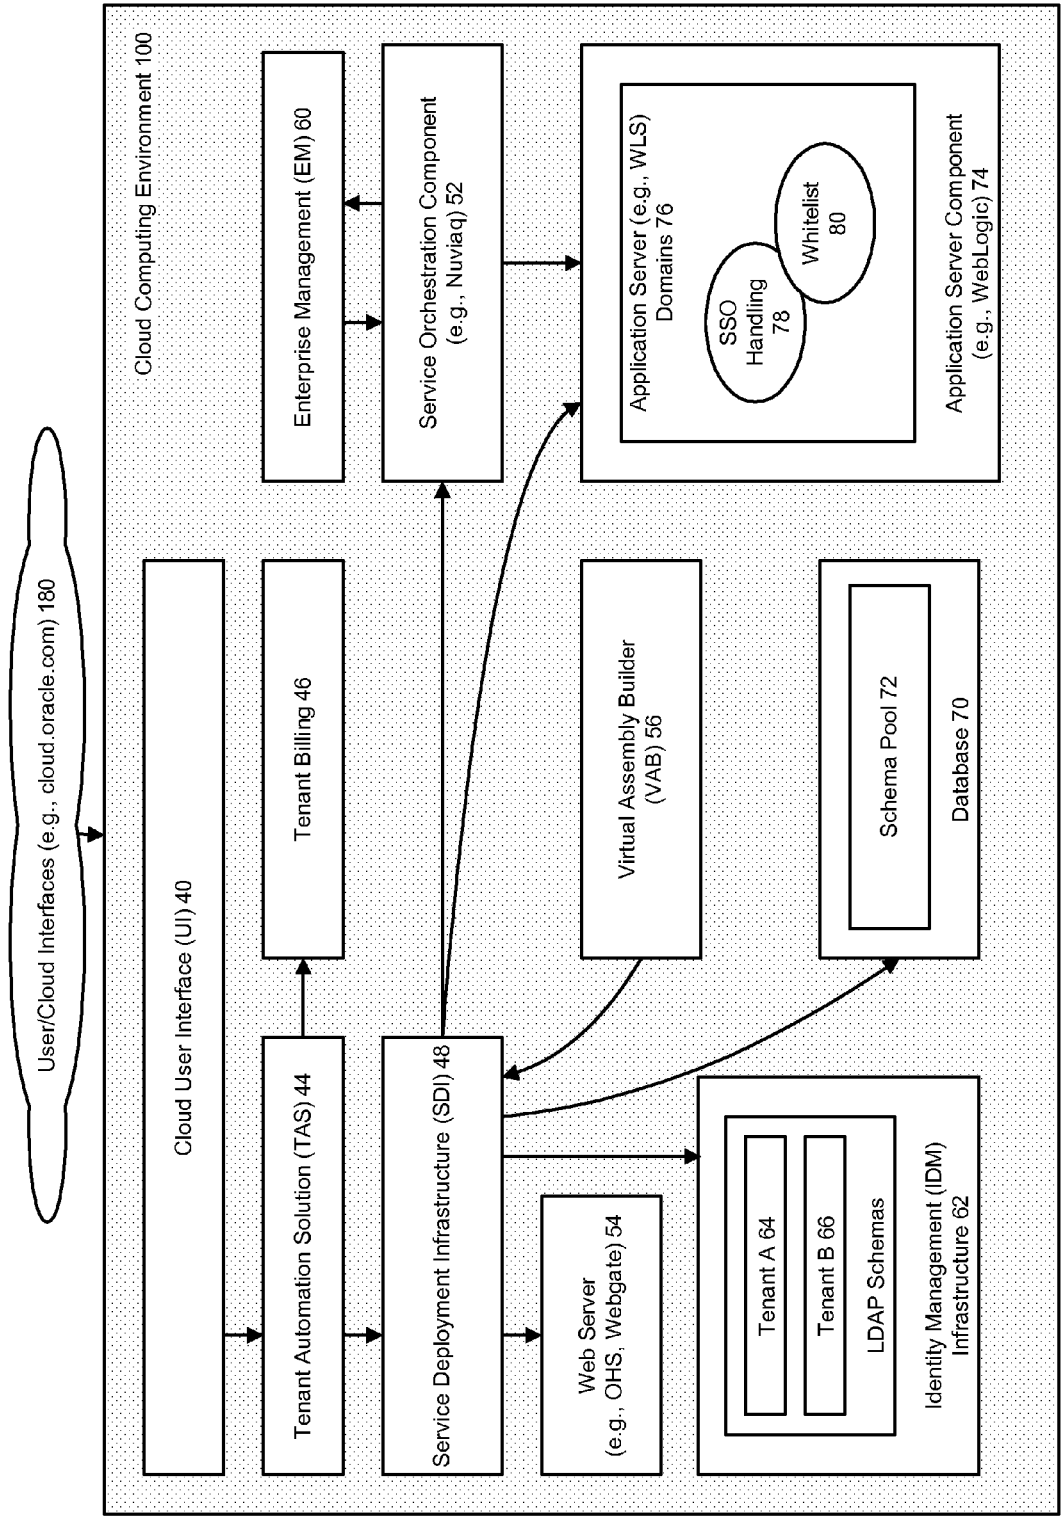 User/Cloud Interfaces (e.g., cloud.oracle.com) 180
Cloud Computing Environment 100
Cloud User Interface (UI) 40
Tenant Automation Solution (TAS) 44
Tenant Billing 46
Enterprise Management (EM) 60
Service Deployment Infrastructure (SDI) 48
Service Orchestration Component
(e.g., Nuviaq) 52
Web Server
(e.g., OHS, Webgate) 54
Virtual Assembly Builder
(VAB) 56
Application Server (e.g., WLS)
Domains 76
SSO
Handling
78
Whitelist
80
Application Server Component
(e.g., WebLogic) 74
Tenant A 64
Tenant B 66
LDAP Schemas
Identity Management (IDM)
Infrastructure 62
Schema Pool 72
Database 70